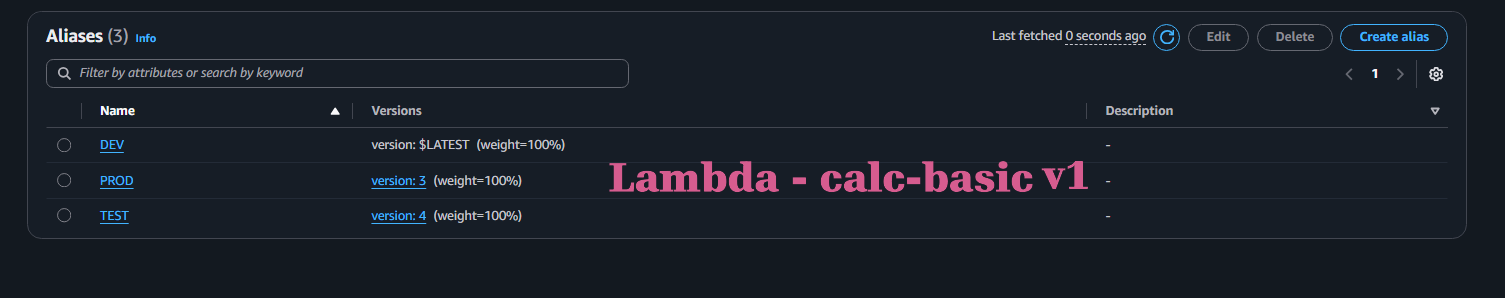 Aliases (3) Info
Last fetched 0 seconds ago
Edit
Delete
Create alias
Filter by attributes or search by keyword
1
Name Versions Description
DEV version: $LATEST (weight=100%) -
PROD version: 3 (weight=100%) -
Lambda - calc-basic v1
TEST version: 4 (weight=100%) -